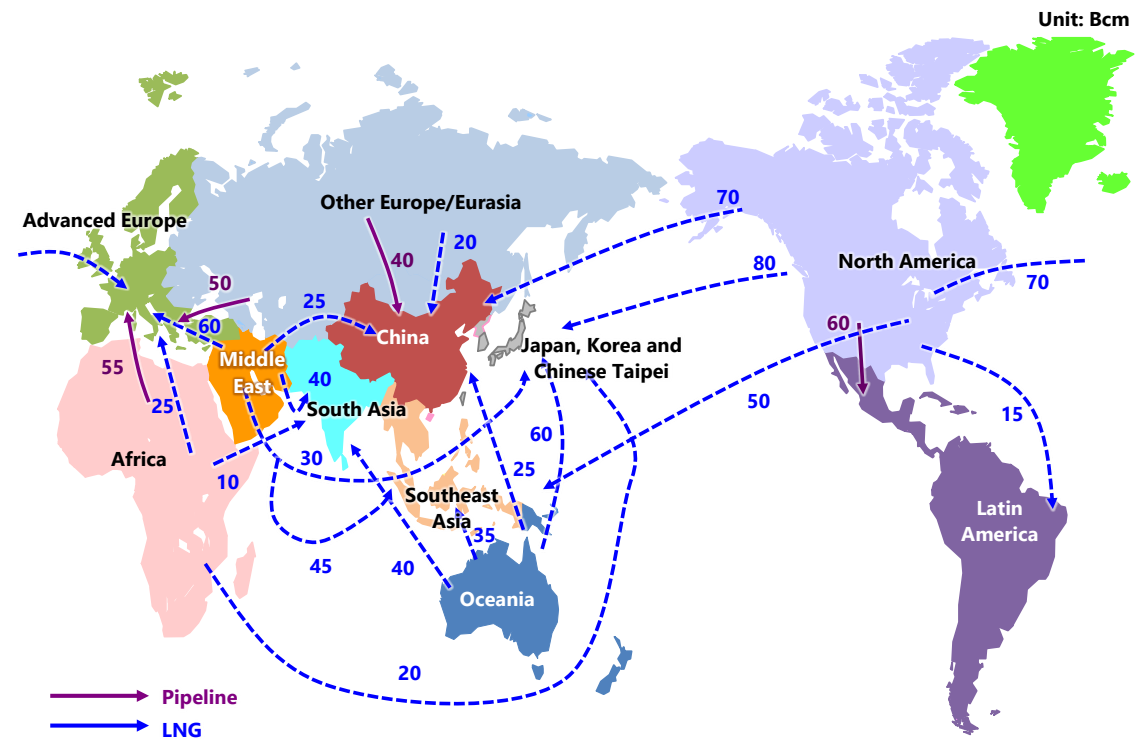 Unit: Bcm
70
Other Europe/Eurasia
Advanced Europe
20
40
80
North America
50
70
25
60
60
China
Japan, Korea and
Chinese Taipei
Middle
East
55
40
South Asia
50
25
15
60
Africa
30
25
10
Southeast
Asia
Latin
America
35
45
40
Oceania
20
Pipeline
LNG